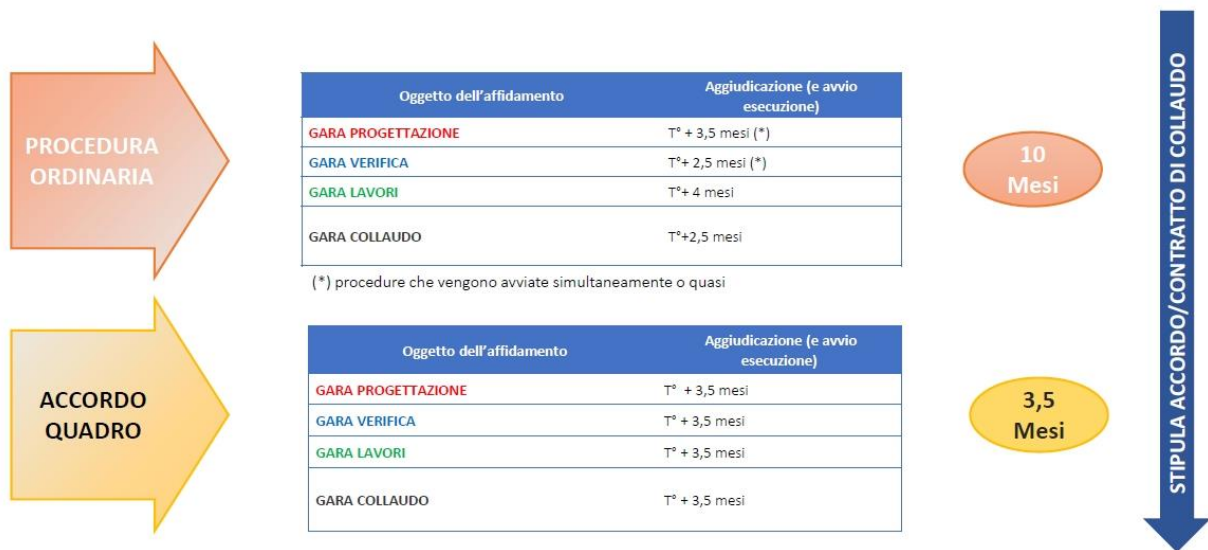 PROCEDURA
ORDINARIA
Oggetto dell'affidamento
Aggiudicazione (e avvio
esecuzione)
GARA PROGETTAZIONE
T° + 3,5 mesi (*)
GARA VERIFICA
T°+ 2,5 mesi (*)
GARA LAVORI
T°+ 4 mesi
GARA COLLAUDO
T°+2,5 mesi
(*) procedure che vengono avviate simultaneamente o quasi
10
Mesi
ACCORDO
QUADRO
Oggetto dell'affidamento
Aggiudicazione (e avvio
esecuzione)
GARA PROGETTAZIONE
T° + 3,5 mesi
GARA VERIFICA
T° + 3,5 mesi
GARA LAVORI
T° + 3,5 mesi
GARA COLLAUDO
T° + 3,5 mesi
3,5
Mesi
STIPULA ACCORDO/CONTRATTO DI COLLAUDO